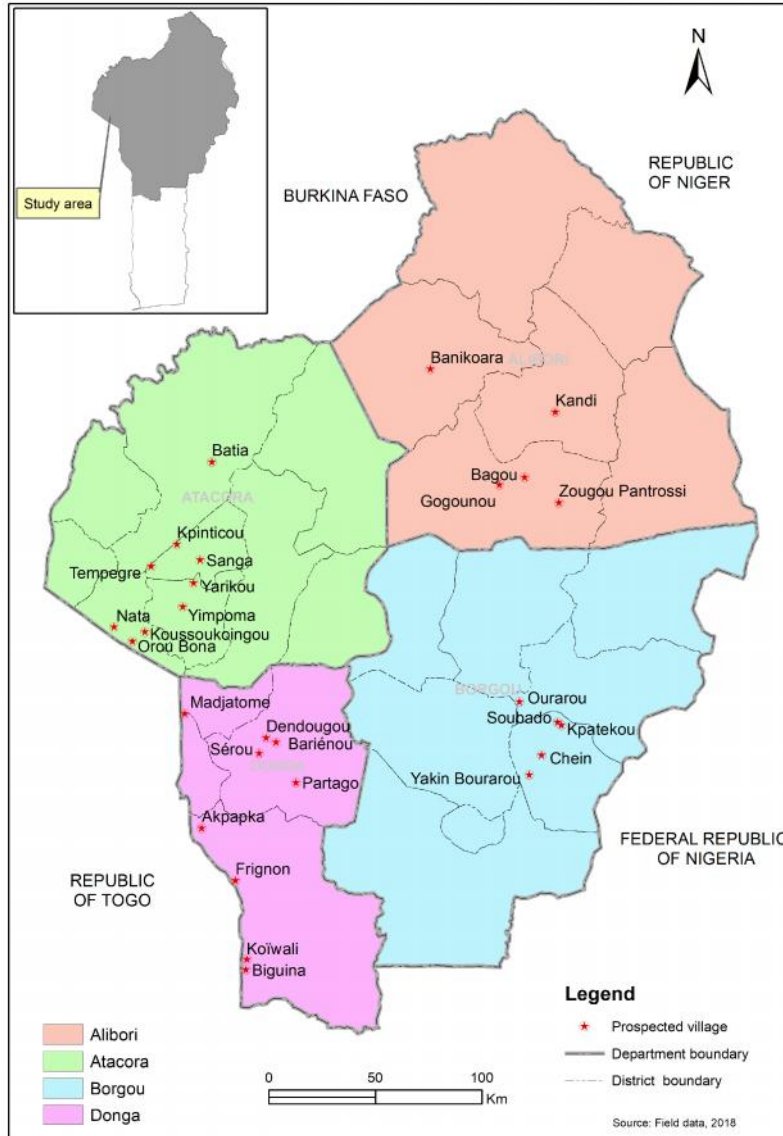 N
REPUBLIC
OF NIGER
BURKINA FASO
Study area
Banikoara
ALIBORI
Kandi
Batia
Bagou
Gogounou
Zougou Pantrossi
ATACORA
Kpinticou
Sanga
Tempegre
Yarikou
Yimpoma
Nata
Koussoukoingou
Orou Bona
BORGOU
Madjatome
Ourarou
Soubado
Kpatekou
Dendougou
Bariénou
Sérou
DONGA
Chein
Yakin Bourarou
Partago
Akpapka
FEDERAL REPUBLIC
OF NIGERIA
REPUBLIC
OF TOGO
Frignon
Koïwali
Biguina
Legend
Prospected village
Department boundary
District boundary
Alibori
Atacora
Borgou
Donga
0 50 100
Km
Source: Field data, 2018